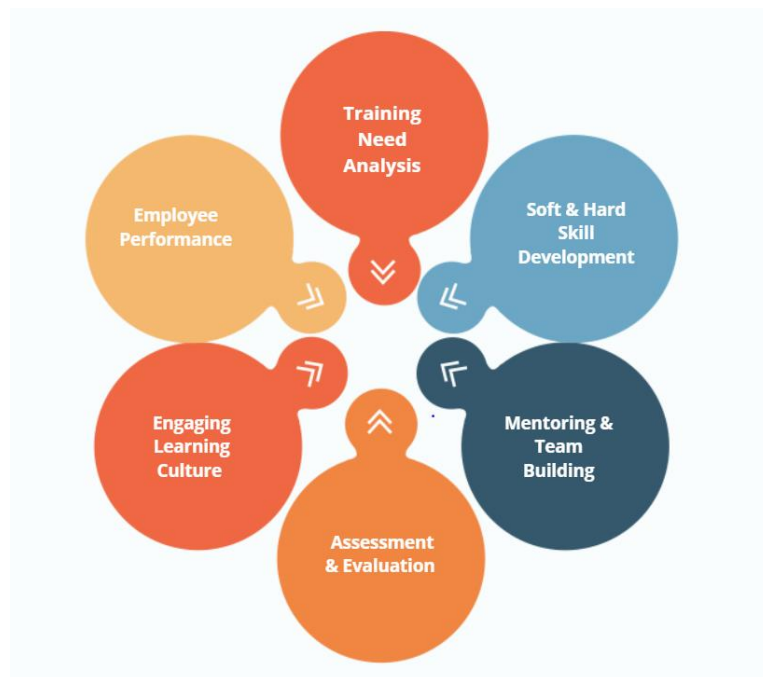 Training
Need
Analysis
Soft & Hard
Skill
Development
Mentoring &
Team
Building
Assessment
& Evaluation
Engaging
Learning
Culture
Employee
Performance